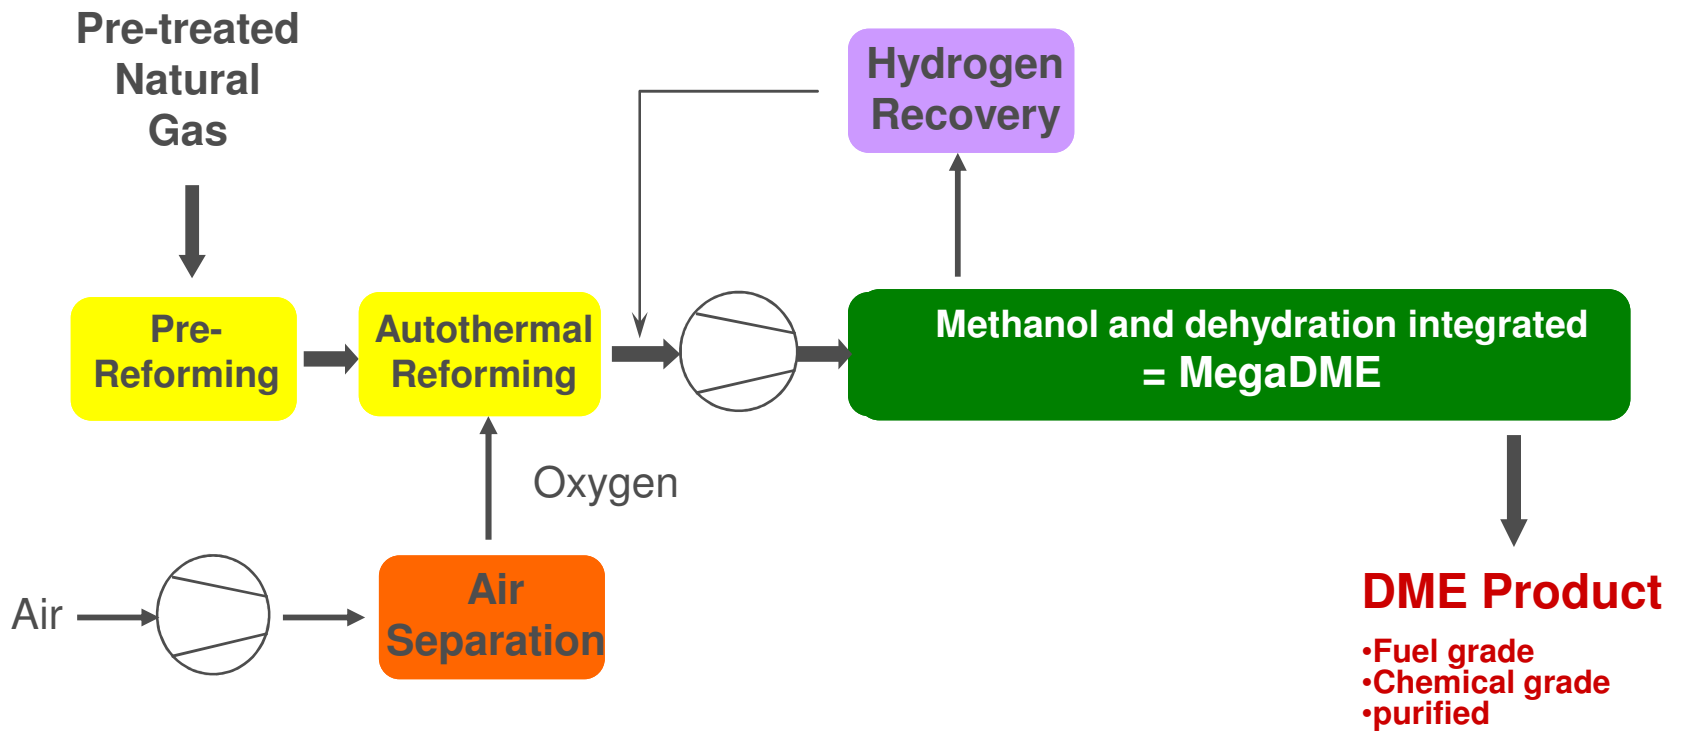 Pre-treated
Natural
Gas
Hydrogen
Recovery
Pre-
Reforming
Autothermal
Reforming
Methanol and dehydration integrated
= MegaDME
Oxygen
Air
Air
Separation
DME Product
•Fuel grade
•Chemical grade
•purified